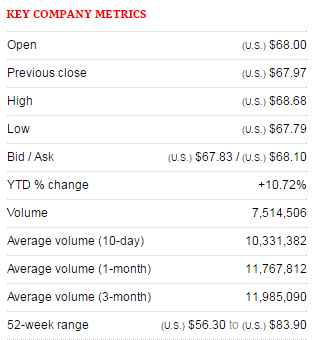 KEY COMPANY METRICS
Open (U.S.) $68.00
Previous close (U.S.) $67.97
High (U.S.) $68.68
Low (U.S.) $67.79
Bid / Ask (U.S.) $67.83 / (U.S.) $68.10
YTD % change +10.72%
Volume 7,514,506
Average volume (10-day) 10,331,382
Average volume (1-month) 11,767,812
Average volume (3-month) 11,985,090
52-week range (U.S.) $56.30 to (U.S.) $83.90